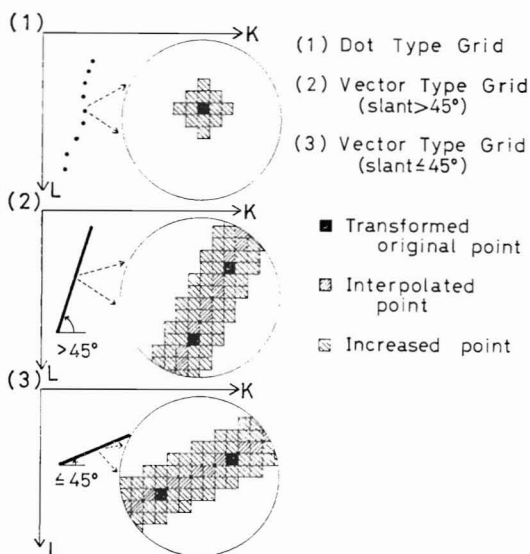 (1)
K
L
(1) Dot Type Grid
(2) Vector Type Grid
(slant>45°)
(3) Vector Type Grid
(slant≤45°)
(2)
K
L
>45°
Transformed
original point
Interpolated
point
Increased point
(3)
K
L
≤45°